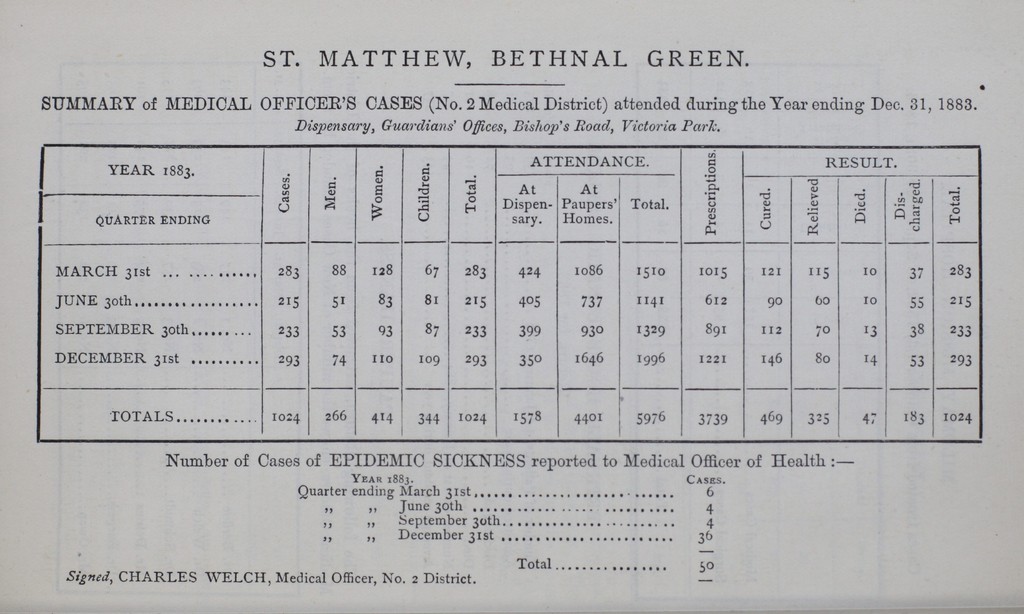 ST. MATTHEW, BETHNAL GREEN.
SUMMARY of MEDICAL OFFICER'S CASES (No. 2 Medical District) attended during the Year ending Dec. 31, 1883.
Dispensary, Guardians' Offices, Bishop's Road, Victoria Park.
YEAR 1883. Cases. Men. Women. Children. Total. ATTENDANCE. Prescriptions. RESULT.
QUARTER ENDING At Dispensary. At Paupers' Homes. Total. Cured. Relieved Died. Discharged. Total.
MARCH 31st ... ... ...... 283 88 128 67 283 424 1086 1510 1015 121 115 10 37 283
JUNE 30th.................. 215 51 83 81 215 405 737 1141 612 90 60 10 55 215
SEPTEMBER 30th......... 233 53 93 87 233 399 930 1329 891 112 70 13 38 233
DECEMBER 31st .......... 293 74 110 109 293 350 1646 1996 1221 146 80 14 53 293
TOTALS............ 1024 266 414 344 1024 1578 4401 5976 3739 469 325 47 183 1024
Number of Cases of EPIDEMIC SICKNESS reported to Medical Officer of Health :—
YEAR 1883. CASES.
Quarter ending March 31st.............................. 6
,, ,, June 30th .............................. 4
,, ,, September 30th.......................... 4
,, ,, December 31st ......................... 36
Total................ 50
Signed, CHARLES WELCH, Medical Officer, No. 2 District.